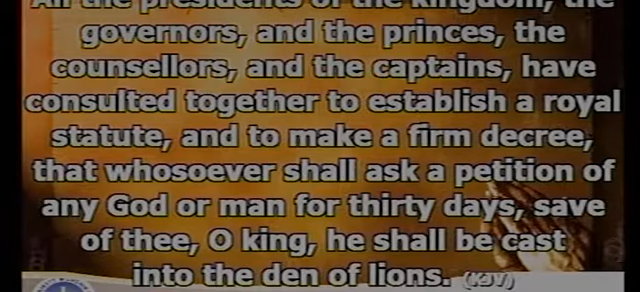 All the presidents of the kingdom, the
governors, and the princes, the
counsellors, and the captains, have
consulted together to establish a royal
statute, and to make a firm decree,
that whosoever shall ask a petition of
any God or man for thirty days, save
of thee, O king, he shall be cast
into the den of lions. (KJV)